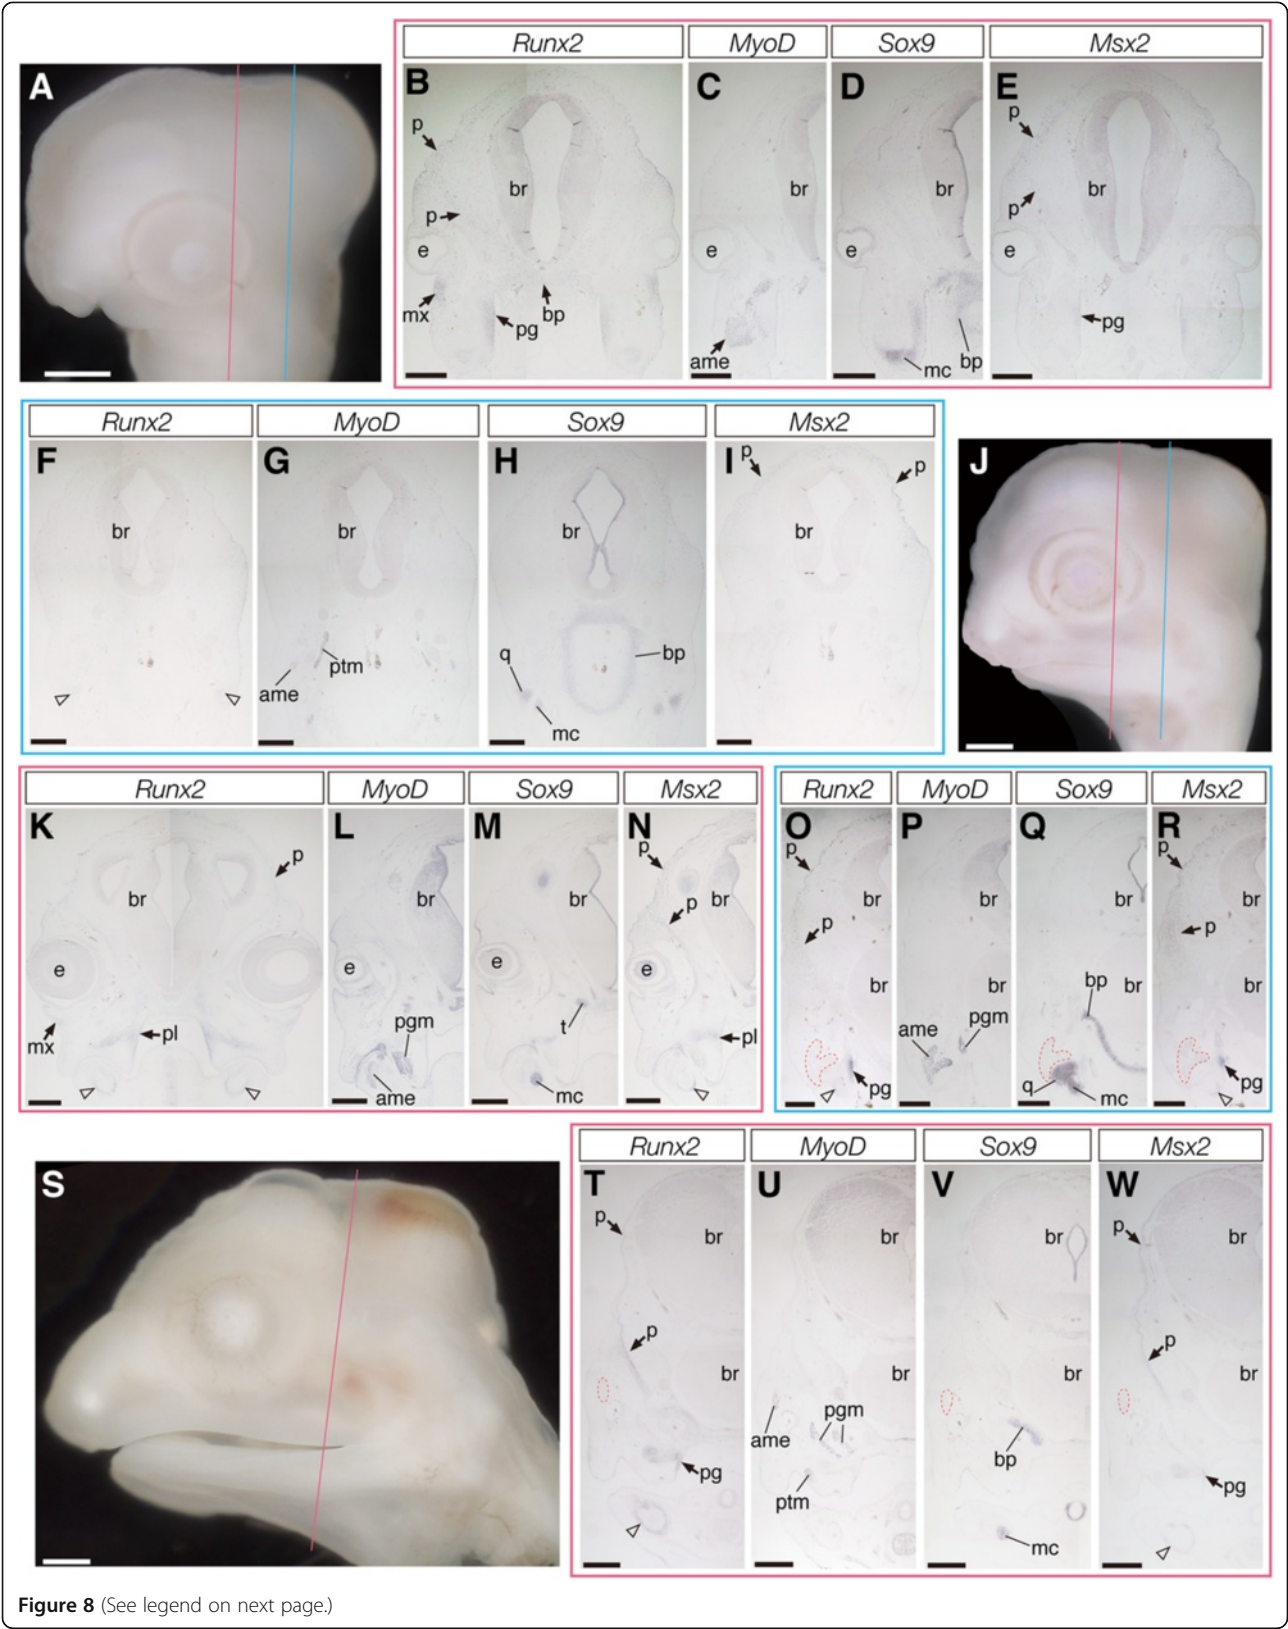 Runx2 MyoD Sox9 Msx2
A B C D E
p p br e mx pg bp
br e ame
br e mc bp
p p br e pg
Runx2 MyoD Sox9 Msx2
F G H I J
br
br ame ptm
br q bp mc
p p br
Runx2 MyoD Sox9 Msx2 Runx2 MyoD Sox9 Msx2
K L M N O P Q R
p br e mx pl
br e pgm ame
br e t mc
p p br e pl
p p br br pg
br br ame pgm
br bp br q mc
p p br br pg
Runx2 MyoD Sox9 Msx2
S T U V W
p br p br pg
br br pgm ame ptm
br br bp mc
p br p br pg
Figure 8 (See legend on next page.)